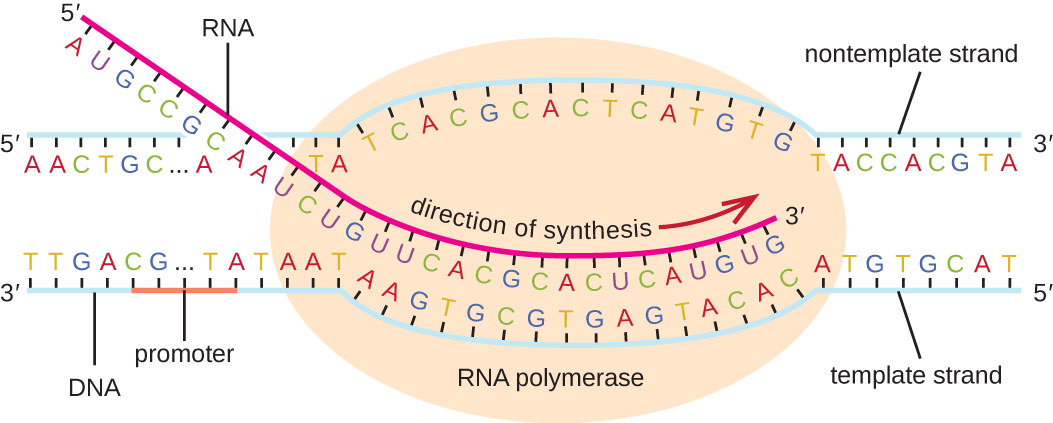 5′
RNA
nontemplate strand
AUGCCGCAAUCUGUUCACGCACUCAUGUG
5′
AACTGC...A
TA
TCACGCACTCATGTG
TACCACGTA
3′
direction of synthesis
3′
3′
TTGACG...TATAAT
AAGTGCGTGAGTACAC
ATGTGCAT
5′
promoter
DNA
RNA polymerase
template strand